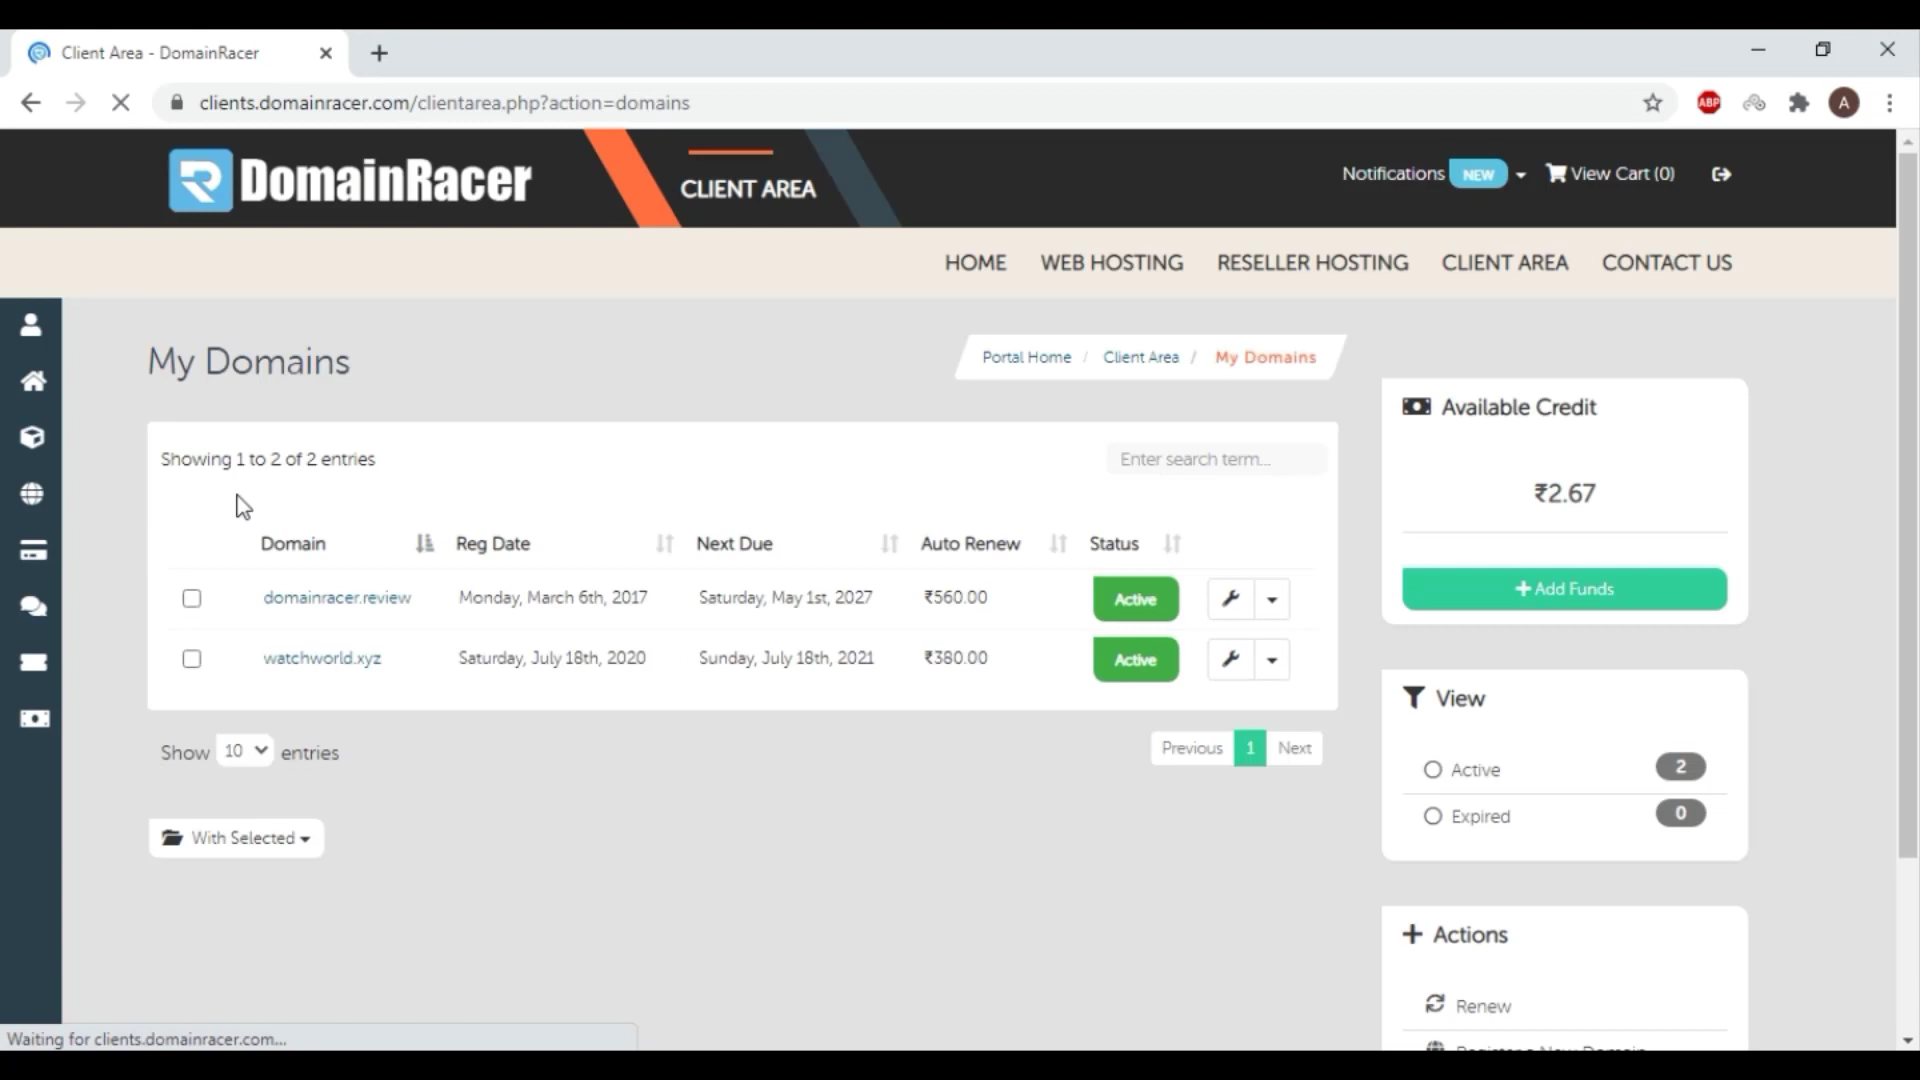 Client Area - DomainRacer
clients.domainracer.com/clientarea.php?action=domains
ABP
A
DomainRacer
CLIENT AREA
Notifications NEW
View Cart (0)
HOME WEB HOSTING RESELLER HOSTING CLIENT AREA CONTACT US
My Domains
Portal Home / Client Area / My Domains
Available Credit
₹2.67
+ Add Funds
Showing 1 to 2 of 2 entries
Enter search term...
Domain Reg Date Next Due Auto Renew Status
domainracer.review Monday, March 6th, 2017 Saturday, May 1st, 2027 ₹560.00 Active
watchworld.xyz Saturday, July 18th, 2020 Sunday, July 18th, 2021 ₹380.00 Active
Show 10 entries
Previous 1 Next
With Selected
View
Active 2
Expired 0
+ Actions
Renew
Register a New Domain
Waiting for clients.domainracer.com...